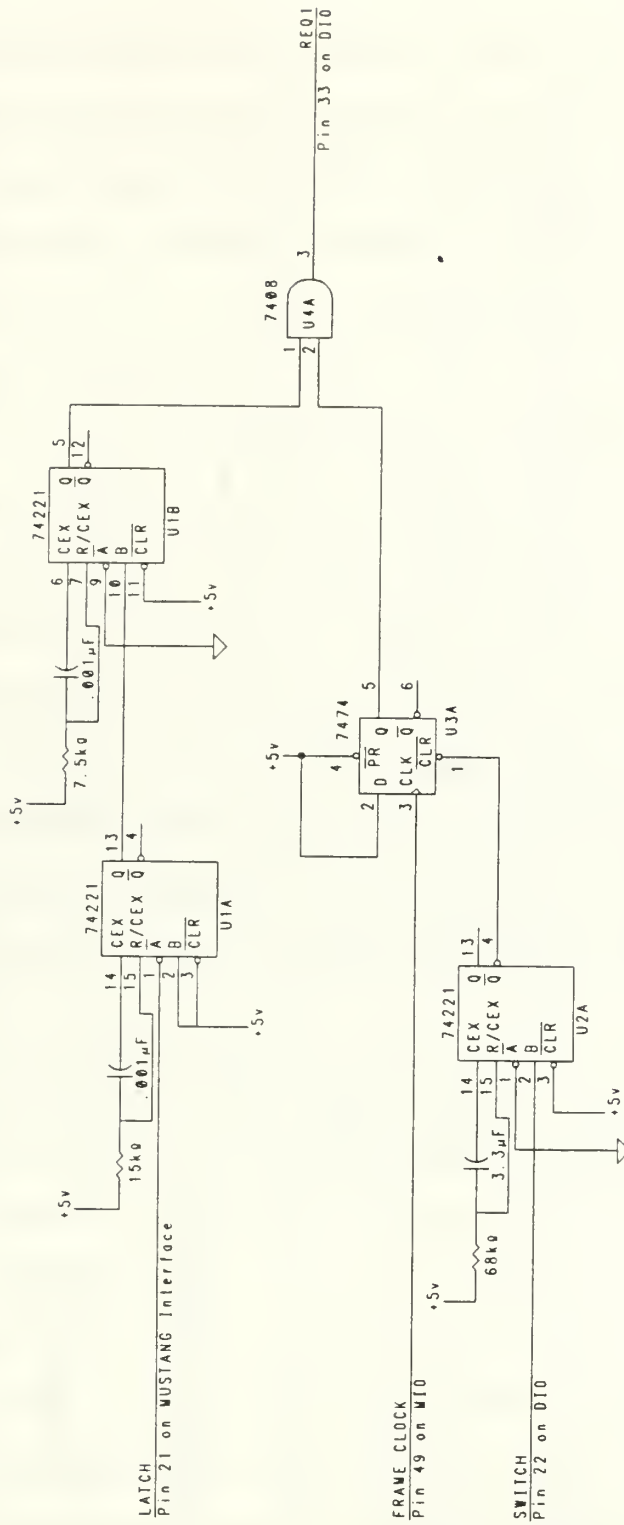 +5v
7.5kΩ
.001µF
74221
6 CEX Q 5
7 R/CEX Q 12
9 A
10 B
11 CLR
U1B
+5v
+5v
15kΩ
.001µF
74221
14 CEX Q 13
15 R/CEX Q 4
1 A
2 B
3 CLR
U1A
+5v
LATCH
Pin 21 on MUSTANG Interface
7408
1
2
U4A
3
REQ1
Pin 33 on DIO
+5v
7474
4
2 D PR Q 5
3 CLK Q 6
CLR
1
U3A
FRAME CLOCK
Pin 49 on MIO
+5v
68kΩ
3.3µF
74221
14 CEX Q 13
15 R/CEX Q 4
1 A
2 B
3 CLR
U2A
+5v
SWITCH
Pin 22 on DIO